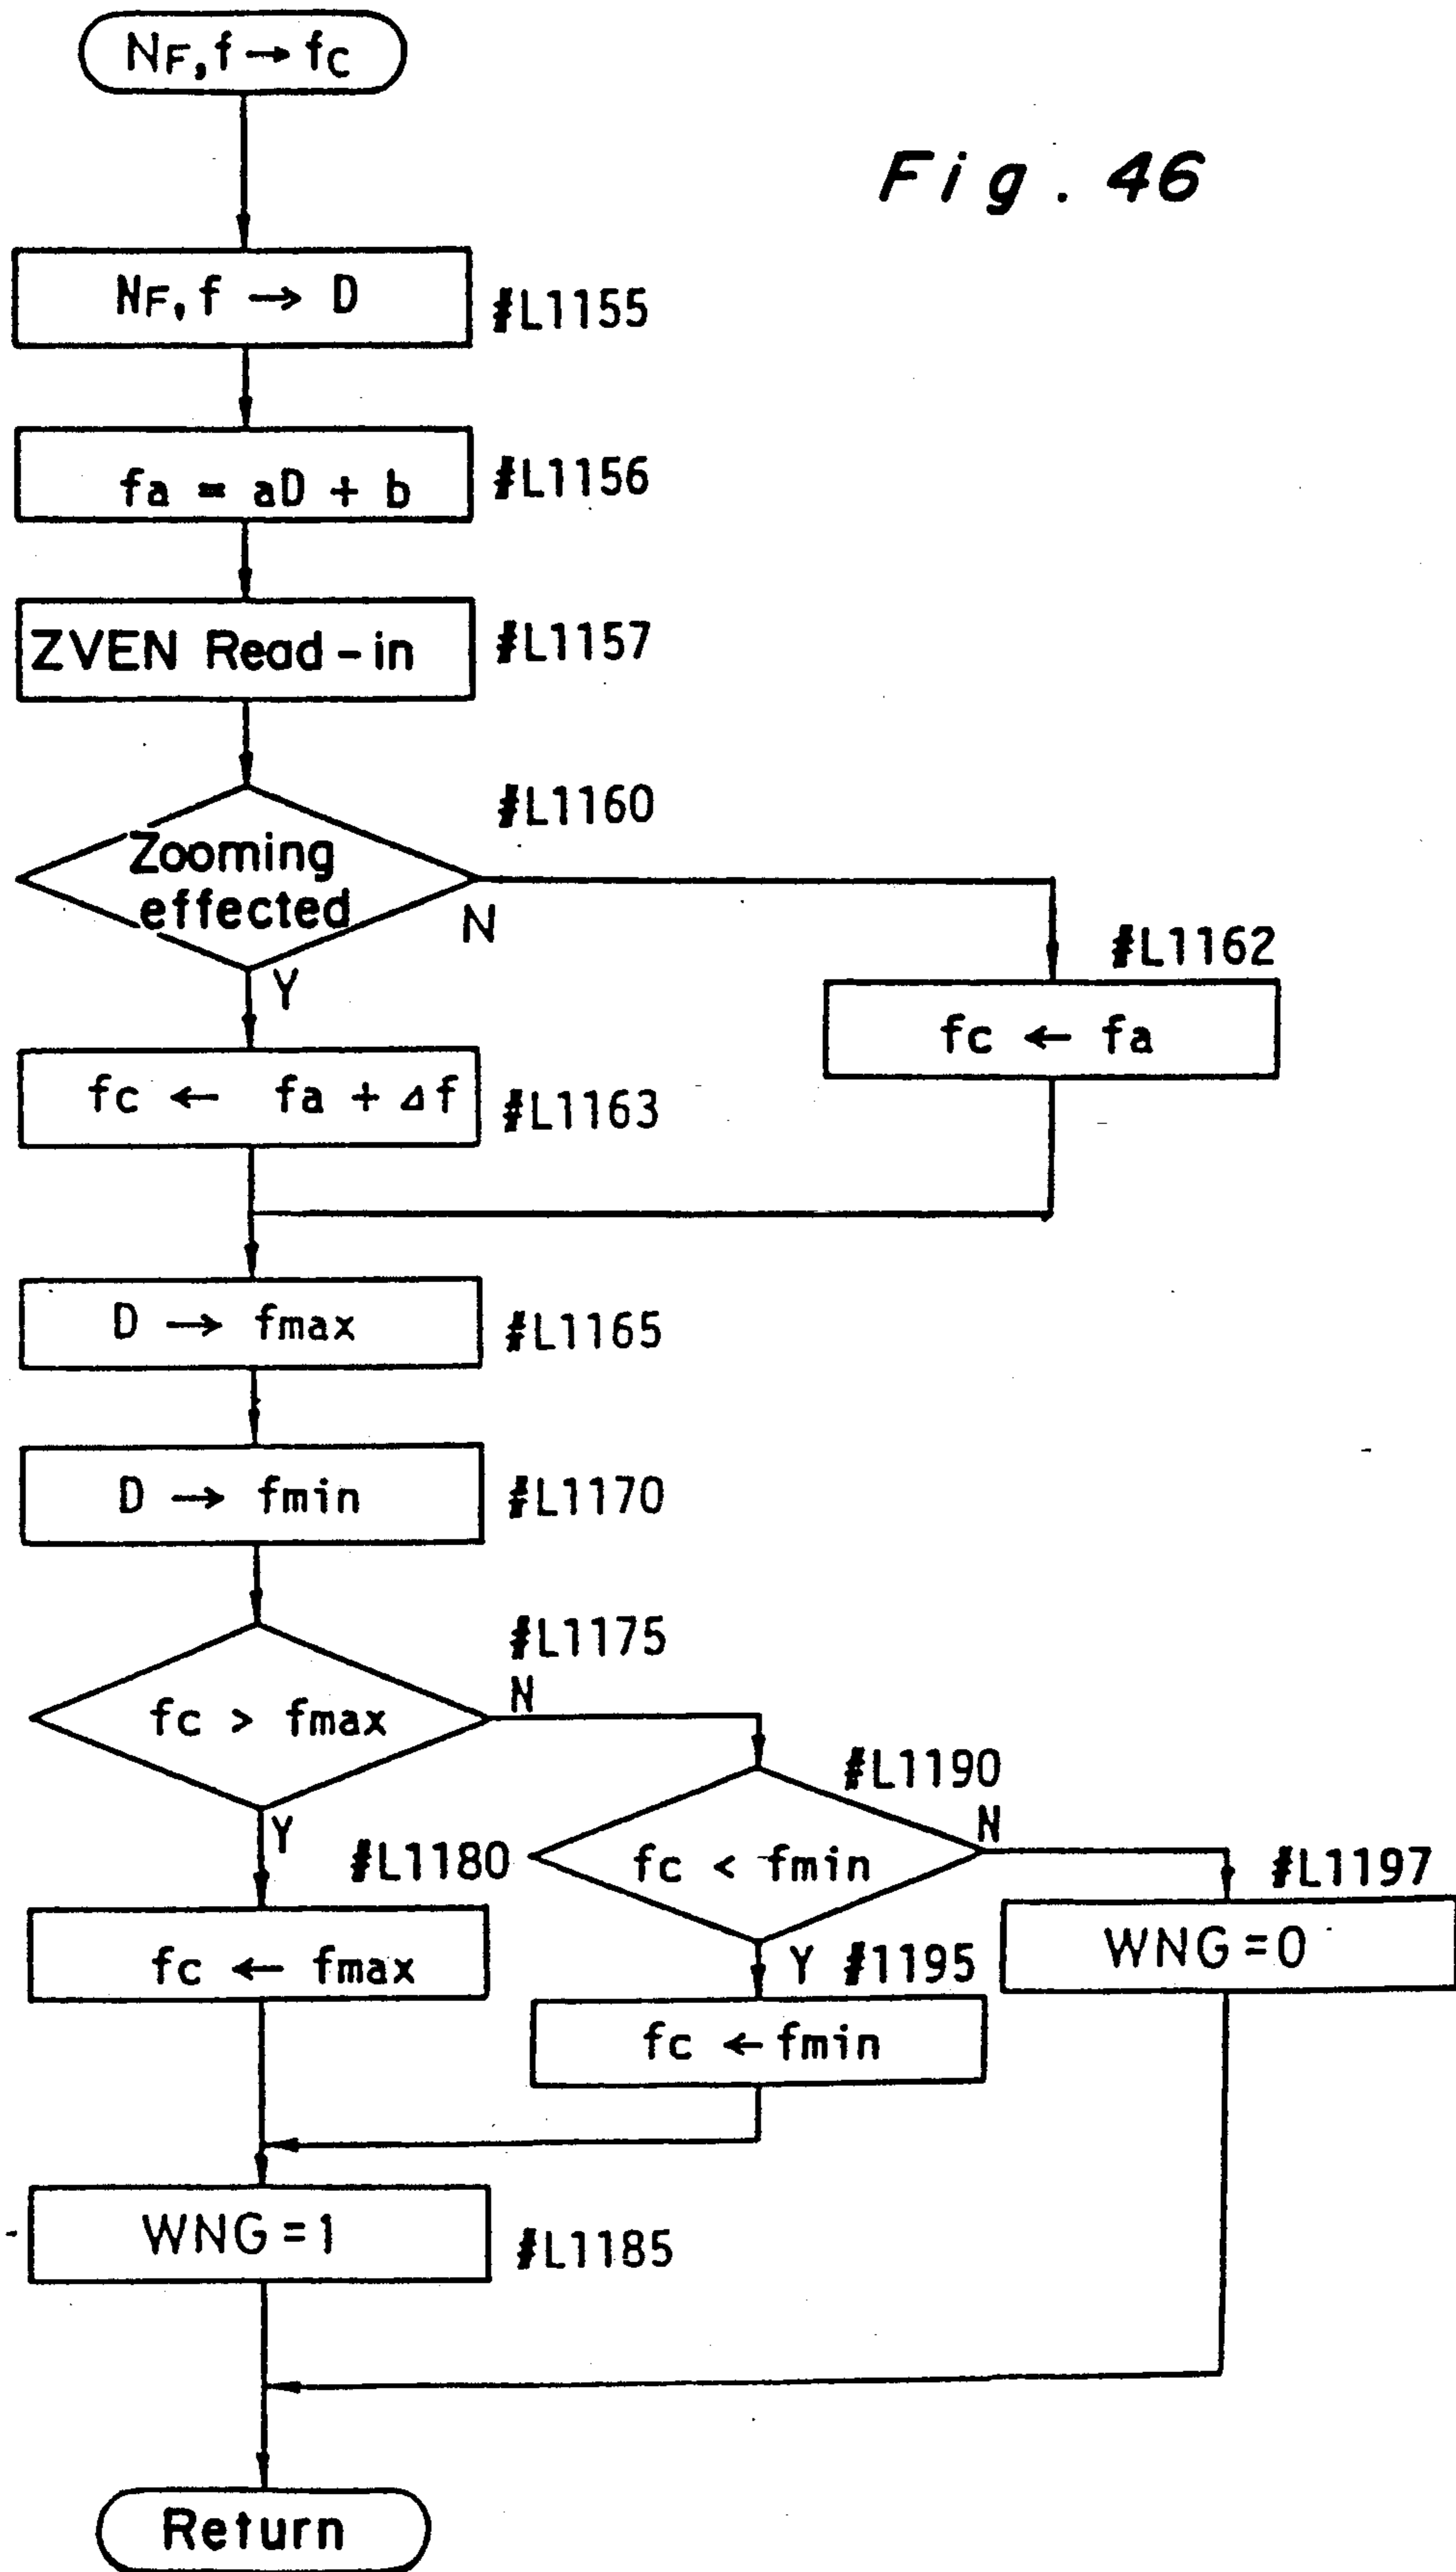 NF,f → fc
Fig. 46
NF,f → D
#L1155
fa = aD + b
#L1156
ZVEN Read-in
#L1157
#L1160
Zooming
effected
N
Y
#L1162
fc ← fa
fc ← fa + Δf
#L1163
D → fmax
#L1165
D → fmin
#L1170
#L1175
fc > fmax
N
Y
#L1190
fc < fmin
N
#L1180
fc ← fmax
Y #1195
fc ← fmin
#L1197
WNG=0
WNG=1
#L1185
Return